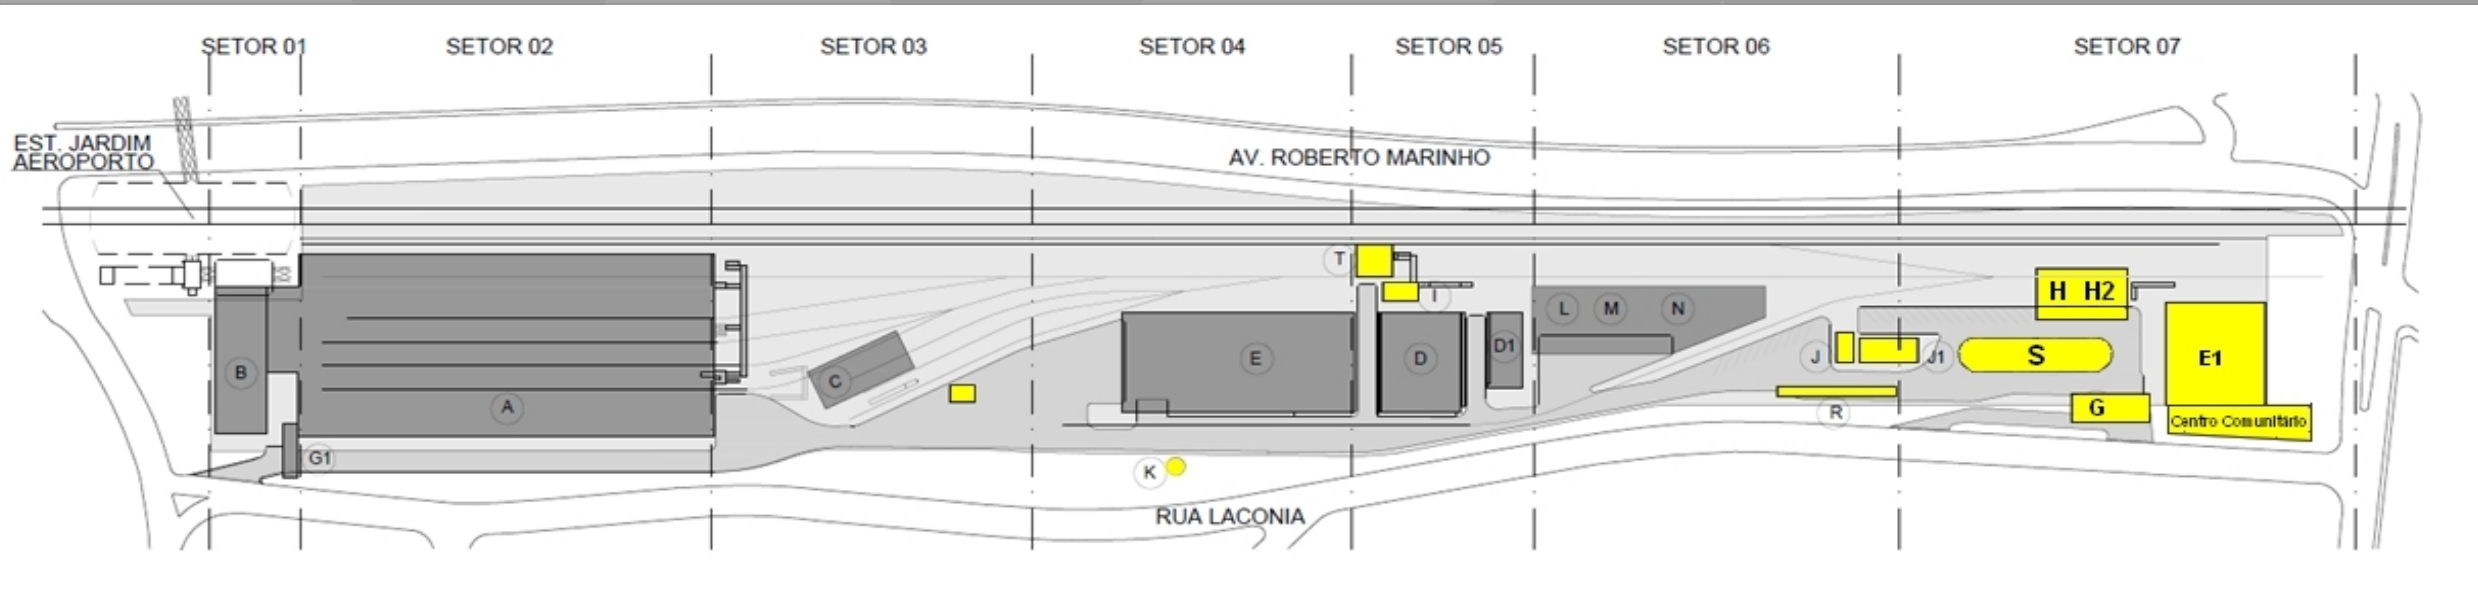 SETOR 01
SETOR 02
SETOR 03
SETOR 04
SETOR 05
SETOR 06
SETOR 07
EST. JARDIM
AEROPORTO
AV. ROBERTO MARINHO
T
I
H H2
L
M
N
B
A
C
E
D
D1
J
J1
S
E1
R
G
Centro Comunitário
G1
K
RUA LACONIA